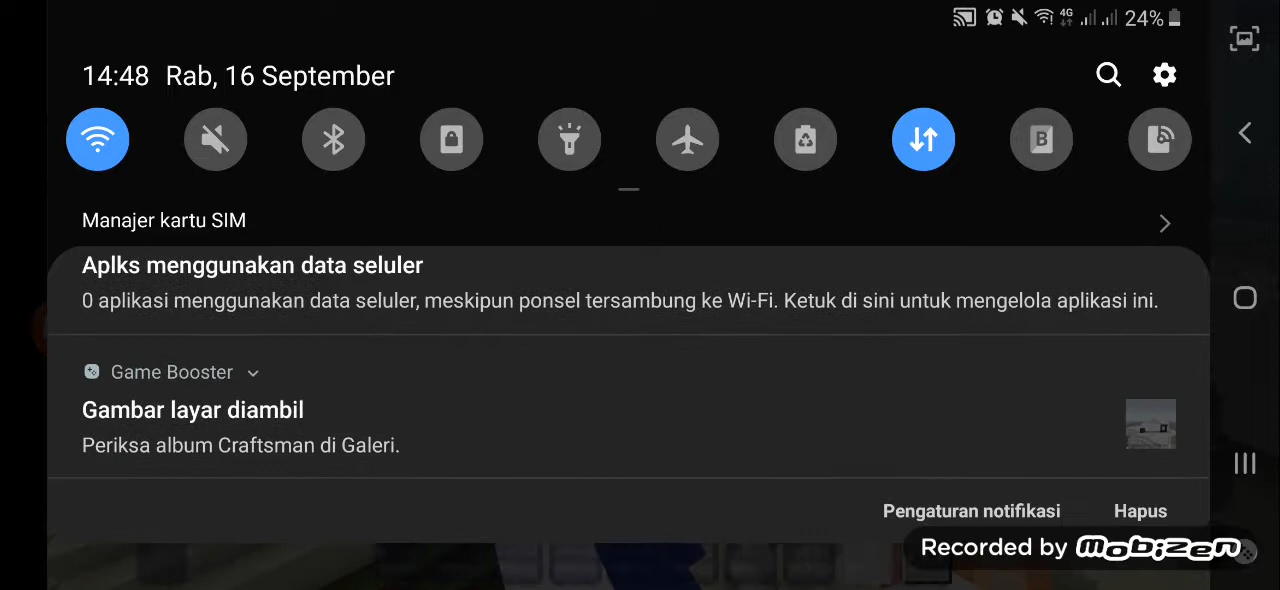 4G 24%
14:48 Rab, 16 September
B
Manajer kartu SIM
Aplks menggunakan data seluler
0 aplikasi menggunakan data seluler, meskipun ponsel tersambung ke Wi-Fi. Ketuk di sini untuk mengelola aplikasi ini.
Game Booster
Gambar layar diambil
Periksa album Craftsman di Galeri.
Pengaturan notifikasi Hapus
Recorded by mobizen